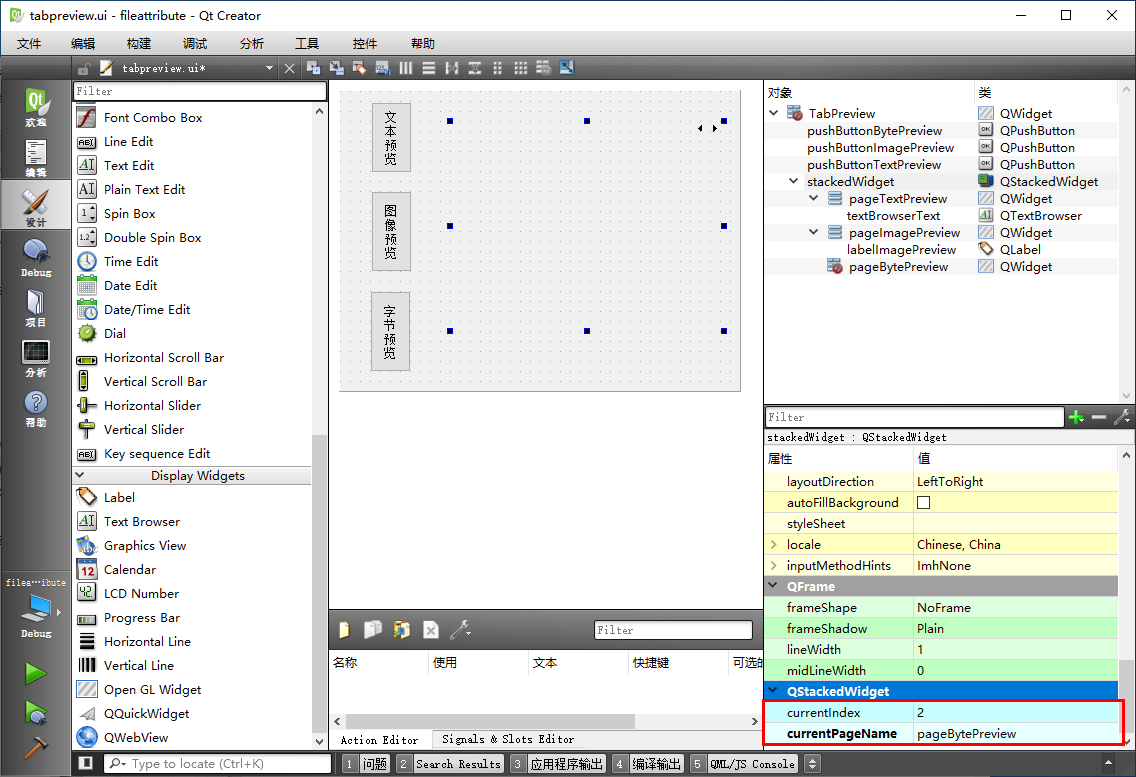 tabpreview.ui - fileattribute - Qt Creator
文件 编辑 构建 调试 分析 工具 控件 帮助
tabpreview.ui*
欢迎
编辑
设计
Debug
项目
分析
帮助
filea···ibute
Debug
Filter
Font Combo Box
Line Edit
Text Edit
Plain Text Edit
Spin Box
Double Spin Box
Time Edit
Date Edit
Date/Time Edit
Dial
Horizontal Scroll Bar
Vertical Scroll Bar
Horizontal Slider
Vertical Slider
Key sequence Edit
Display Widgets
Label
Text Browser
Graphics View
Calendar
LCD Number
Progress Bar
Horizontal Line
Vertical Line
Open GL Widget
QQuickWidget
QWebView
文本预览
图像预览
字节预览
Filter
名称 使用 文本 快捷键 可选的
Action Editor Signals & Slots Editor
对象 类
TabPreview QWidget
pushButtonBytePreview QPushButton
pushButtonImagePreview QPushButton
pushButtonTextPreview QPushButton
stackedWidget QStackedWidget
pageTextPreview QWidget
textBrowserText QTextBrowser
pageImagePreview QWidget
labelImagePreview QLabel
pageBytePreview QWidget
Filter
stackedWidget : QStackedWidget
属性 值
layoutDirection LeftToRight
autoFillBackground
styleSheet
locale Chinese, China
inputMethodHints ImhNone
QFrame
frameShape NoFrame
frameShadow Plain
lineWidth 1
midLineWidth 0
QStackedWidget
currentIndex 2
currentPageName pageBytePreview
Type to locate (Ctrl+K) 1 问题 2 Search Results 3 应用程序输出 4 编译输出 5 QML/JS Console